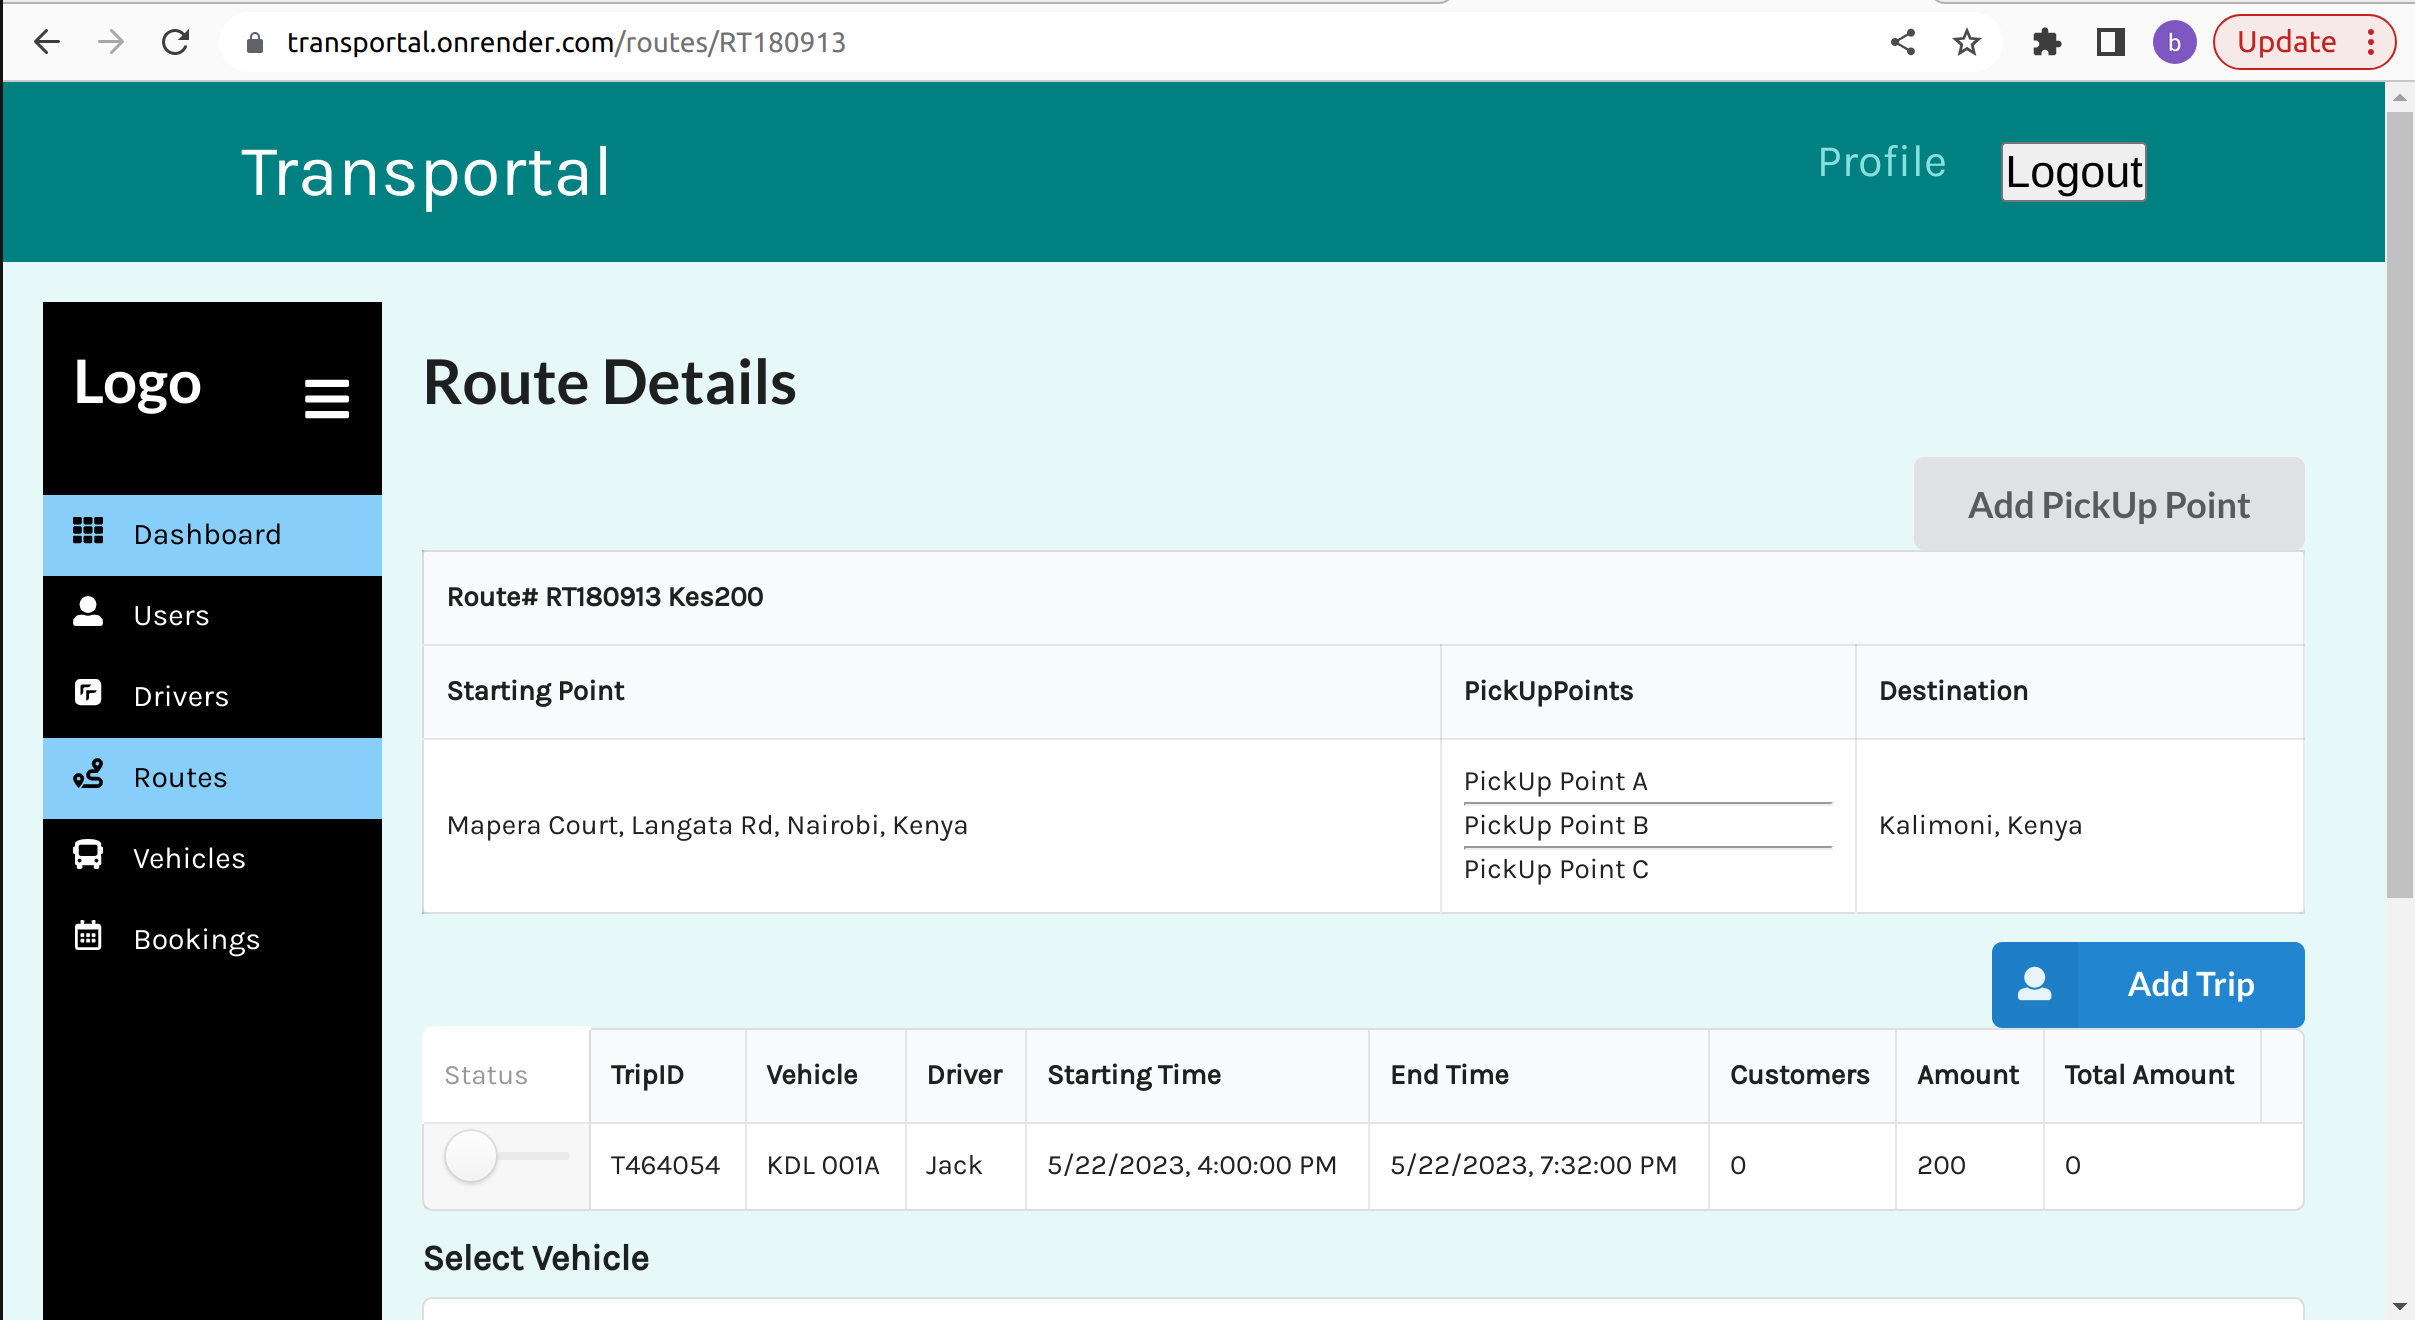 transportal.onrender.com/routes/RT180913
b
Update
Transportal
Profile
Logout
Logo
Route Details
Add PickUp Point
Dashboard
Users
Drivers
Routes
Vehicles
Bookings
Route# RT180913 Kes200
Starting Point PickUpPoints Destination
Mapera Court, Langata Rd, Nairobi, Kenya
PickUp Point A
PickUp Point B
PickUp Point C
Kalimoni, Kenya
Add Trip
Status TripID Vehicle Driver Starting Time End Time Customers Amount Total Amount
T464054 KDL 001A Jack 5/22/2023, 4:00:00 PM 5/22/2023, 7:32:00 PM 0 200 0
Select Vehicle